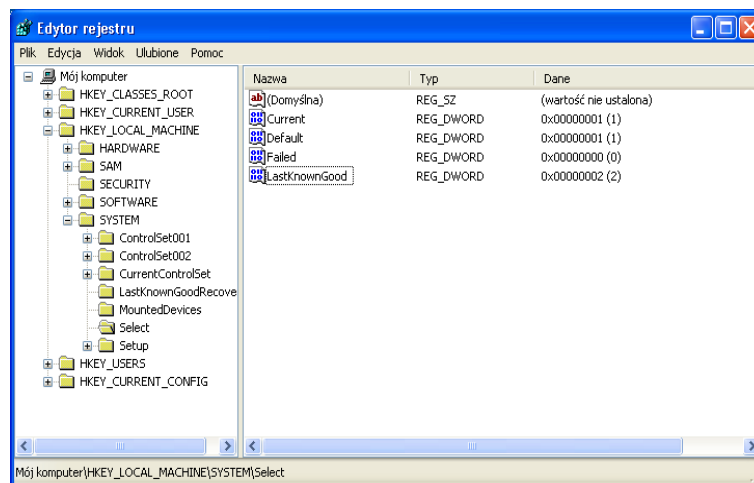 Edytor rejestru
Plik Edycja Widok Ulubione Pomoc
Mój komputer
HKEY_CLASSES_ROOT
HKEY_CURRENT_USER
HKEY_LOCAL_MACHINE
HARDWARE
SAM
SECURITY
SOFTWARE
SYSTEM
ControlSet001
ControlSet002
CurrentControlSet
LastKnownGoodRecove
MountedDevices
Select
Setup
HKEY_USERS
HKEY_CURRENT_CONFIG
Nazwa Typ Dane
(Domyślna) REG_SZ (wartość nie ustalona)
Current REG_DWORD 0x00000001 (1)
Default REG_DWORD 0x00000001 (1)
Failed REG_DWORD 0x00000000 (0)
LastKnownGood REG_DWORD 0x00000002 (2)
Mój komputer\HKEY_LOCAL_MACHINE\SYSTEM\Select